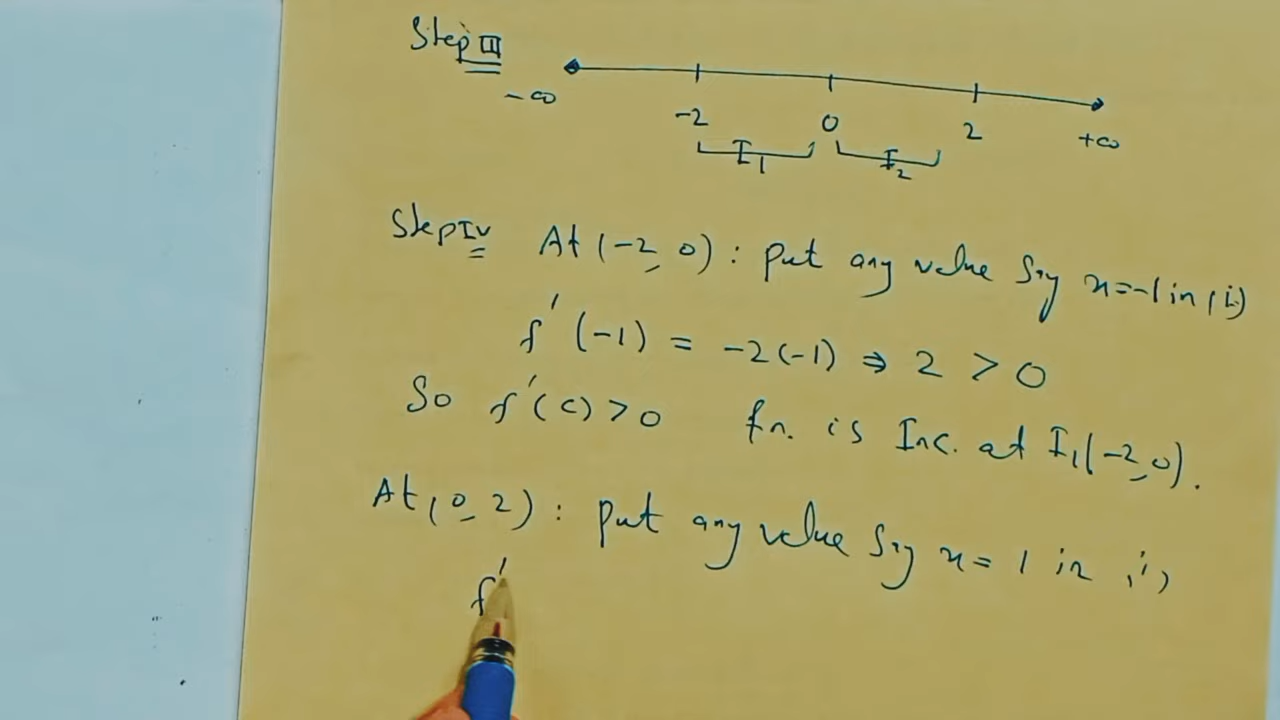 Step III
-∞ -2 0 2 +∞
I₁ I₂
Step IV At (-2, 0) : put any value Say x=-1 in (i)
f'(-1) = -2(-1) ⇒ 2 > 0
So f'(c) > 0 fn. is Inc. at I₁(-2, 0).
At (0, 2) : put any value Say x = 1 in (i)
f'